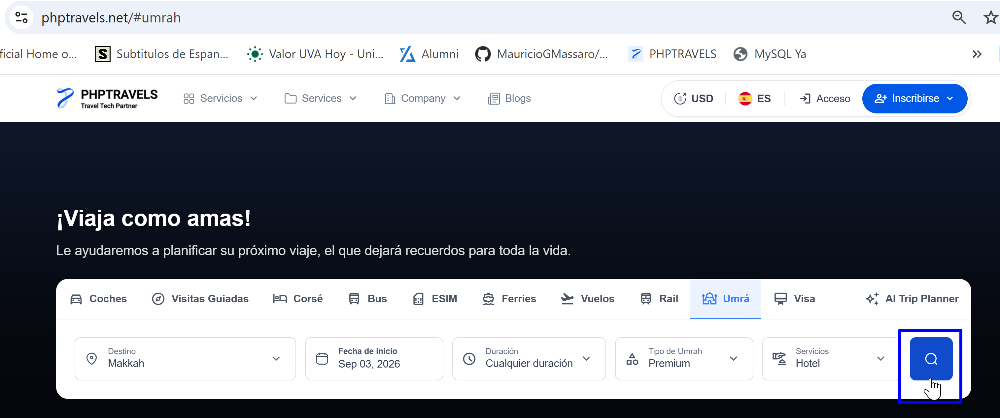 phptravels.net/#umrah
ficial Home o... Subtitulos de Espan... Valor UVA Hoy - Uni... Alumni MauricioGMassaro/... PHPTRAVELS MySQL Ya
PHPTRAVELS
Travel Tech Partner
Servicios Services Company Blogs USD ES Acceso Inscribirse
¡Viaja como amas!
Le ayudaremos a planificar su próximo viaje, el que dejará recuerdos para toda la vida.
Coches Visitas Guiadas Corsé Bus ESIM Ferries Vuelos Rail Umrá Visa AI Trip Planner
Destino Fecha de inicio Duración Tipo de Umrah Servicios
Makkah Sep 03, 2026 Cualquier duración Premium Hotel